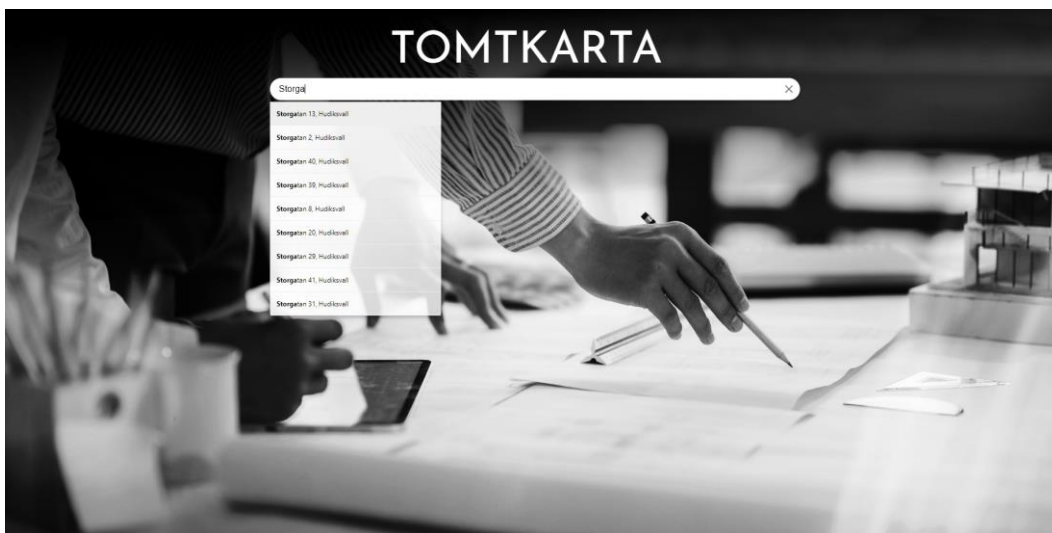 TOMTKARTA
Storga
Storgatan 13, Hudiksvall
Storgatan 2, Hudiksvall
Storgatan 40, Hudiksvall
Storgatan 39, Hudiksvall
Storgatan 8, Hudiksvall
Storgatan 20, Hudiksvall
Storgatan 29, Hudiksvall
Storgatan 41, Hudiksvall
Storgatan 31, Hudiksvall